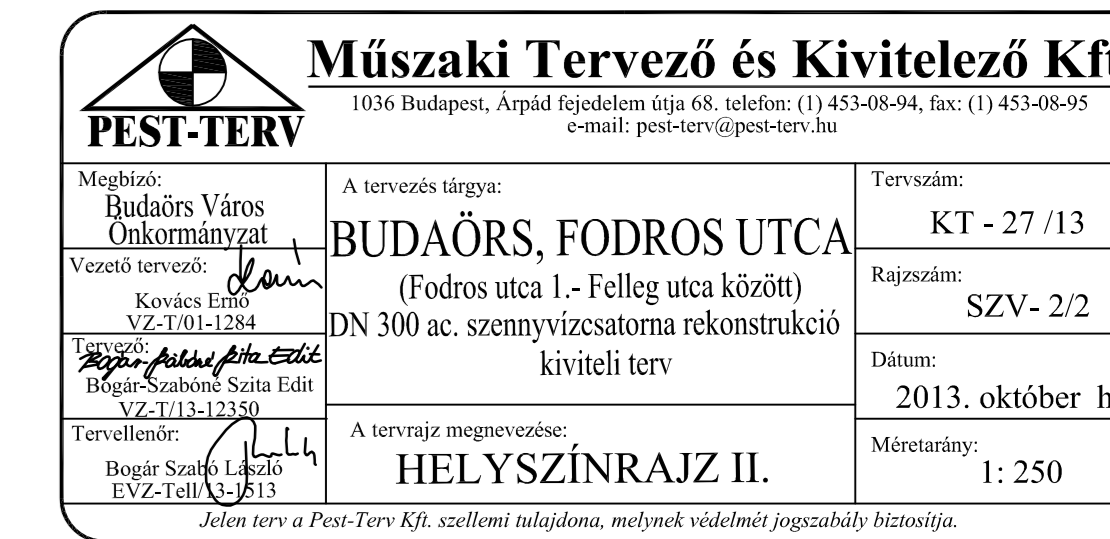 PEST-TERV
Műszaki Tervező és Kivitelező Kft
1036 Budapest, Árpád fejedelem útja 68. telefon: (1) 453-08-94, fax: (1) 453-08-95
e-mail: pest-terv@pest-terv.hu
Megbízó:
Budaörs Város
Önkormányzat
Vezető tervező:
Kovács Ernő
VZ-T/01-1284
Tervező:
Bogár-Szabóné Szita Edit
Bogár-Szabóné Szita Edit
VZ-T/13-12350
Tervellenőr:
Bogár Szabó László
EVZ-Tell/13-1513
A tervezés tárgya:
BUDAÖRS, FODROS UTCA
(Fodros utca 1.- Felleg utca között)
DN 300 ac. szennyvízcsatorna rekonstrukció
kiviteli terv
A tervrajz megnevezése:
HELYSZÍNRAJZ II.
Tervszám:
KT - 27 /13
Rajzszám:
SZV- 2/2
Dátum:
2013. október h
Méretarány:
1: 250
Jelen terv a Pest-Terv Kft. szellemi tulajdona, melynek védelmét jogszabály biztosítja.